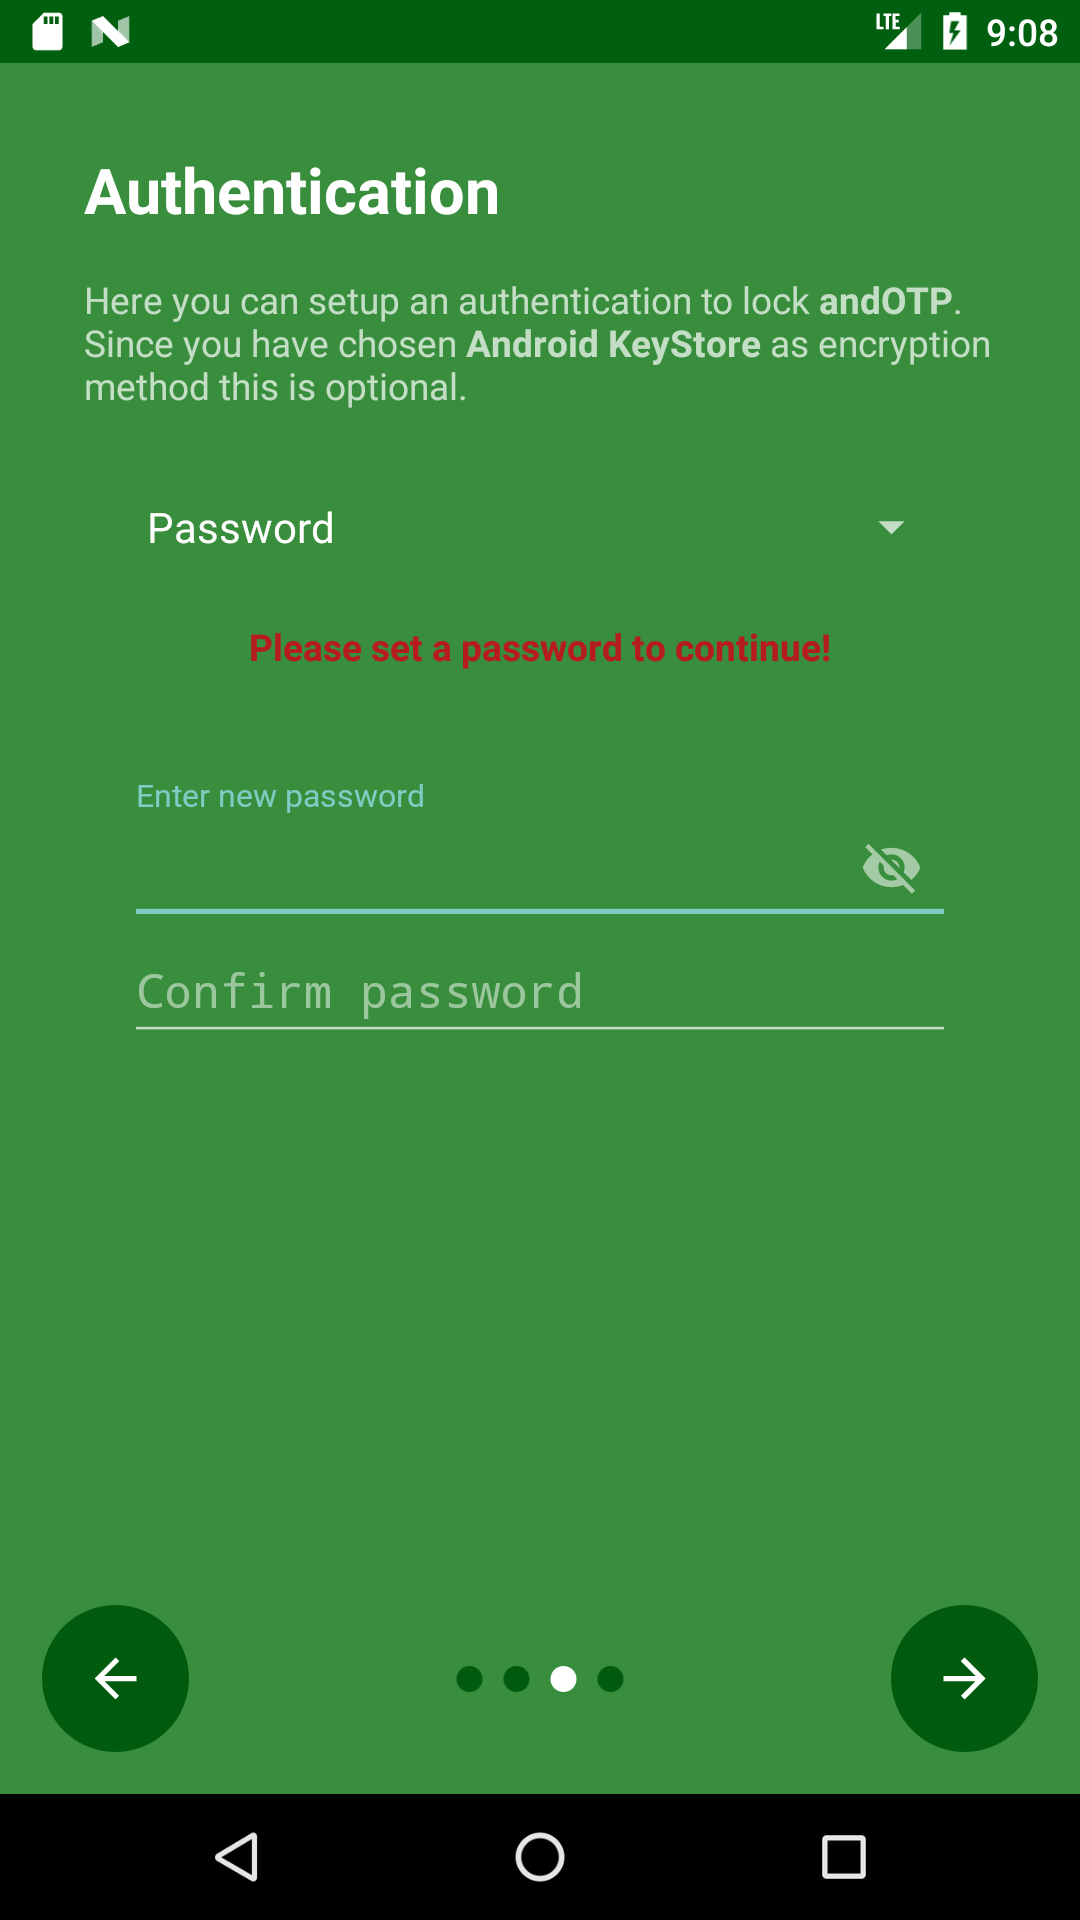 LTE 9:08
Authentication
Here you can setup an authentication to lock andOTP.
Since you have chosen Android KeyStore as encryption
method this is optional.
Password
Please set a password to continue!
Enter new password
Confirm password